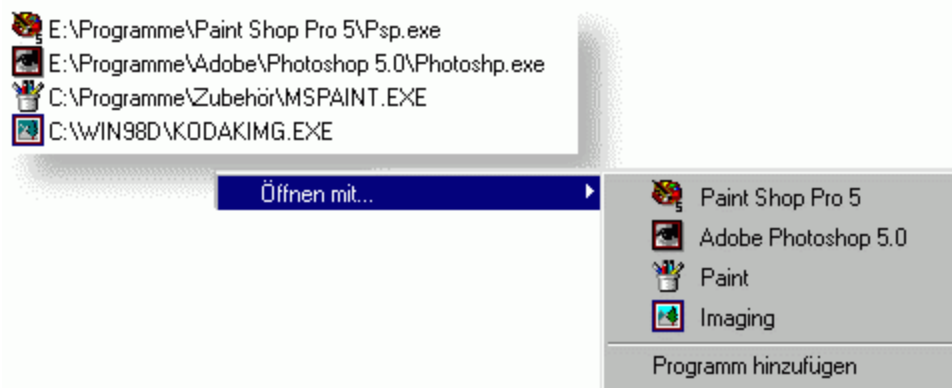 E:\Programme\Paint Shop Pro 5\Psp.exe
E:\Programme\Adobe\Photoshop 5.0\Photoshp.exe
C:\Programme\Zubehör\MSPAINT.EXE
C:\WIN98D\KODAKIMG.EXE
Öffnen mit...
Paint Shop Pro 5
Adobe Photoshop 5.0
Paint
Imaging
Programm hinzufügen